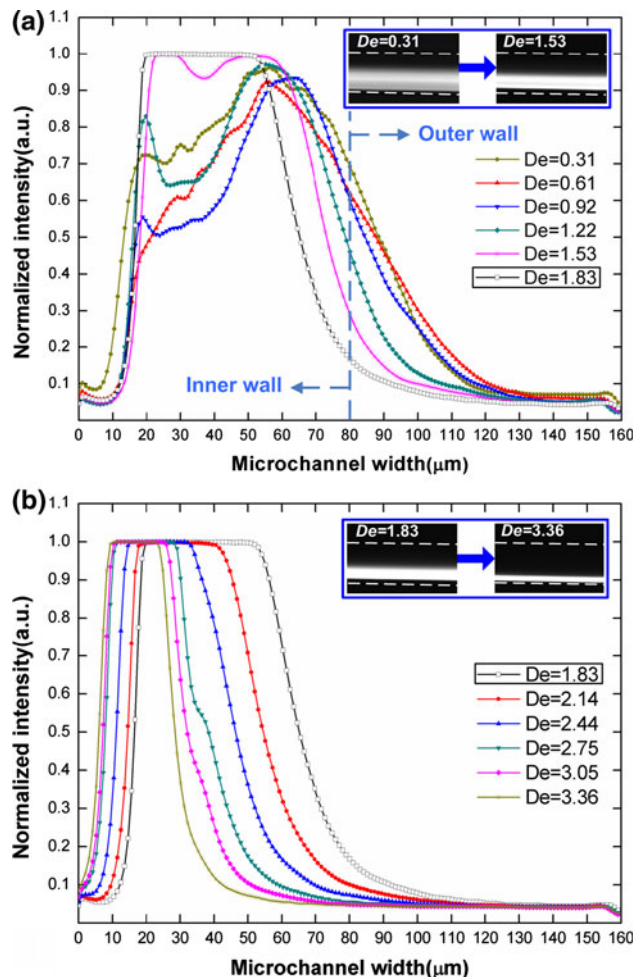 (a)
1.1
1.0
0.9
0.8
0.7
0.6
0.5
0.4
0.3
0.2
0.1
Normalized intensity(a.u.)
De=0.31
De=1.53
Outer wall
De=0.31
De=0.61
De=0.92
De=1.22
De=1.53
De=1.83
Inner wall
0 10 20 30 40 50 60 70 80 90 100 110 120 130 140 150 160
Microchannel width(μm)
(b)
1.1
1.0
0.9
0.8
0.7
0.6
0.5
0.4
0.3
0.2
0.1
Normalized intensity(a.u.)
De=1.83
De=3.36
De=1.83
De=2.14
De=2.44
De=2.75
De=3.05
De=3.36
0 10 20 30 40 50 60 70 80 90 100 110 120 130 140 150 160
Microchannel width(μm)